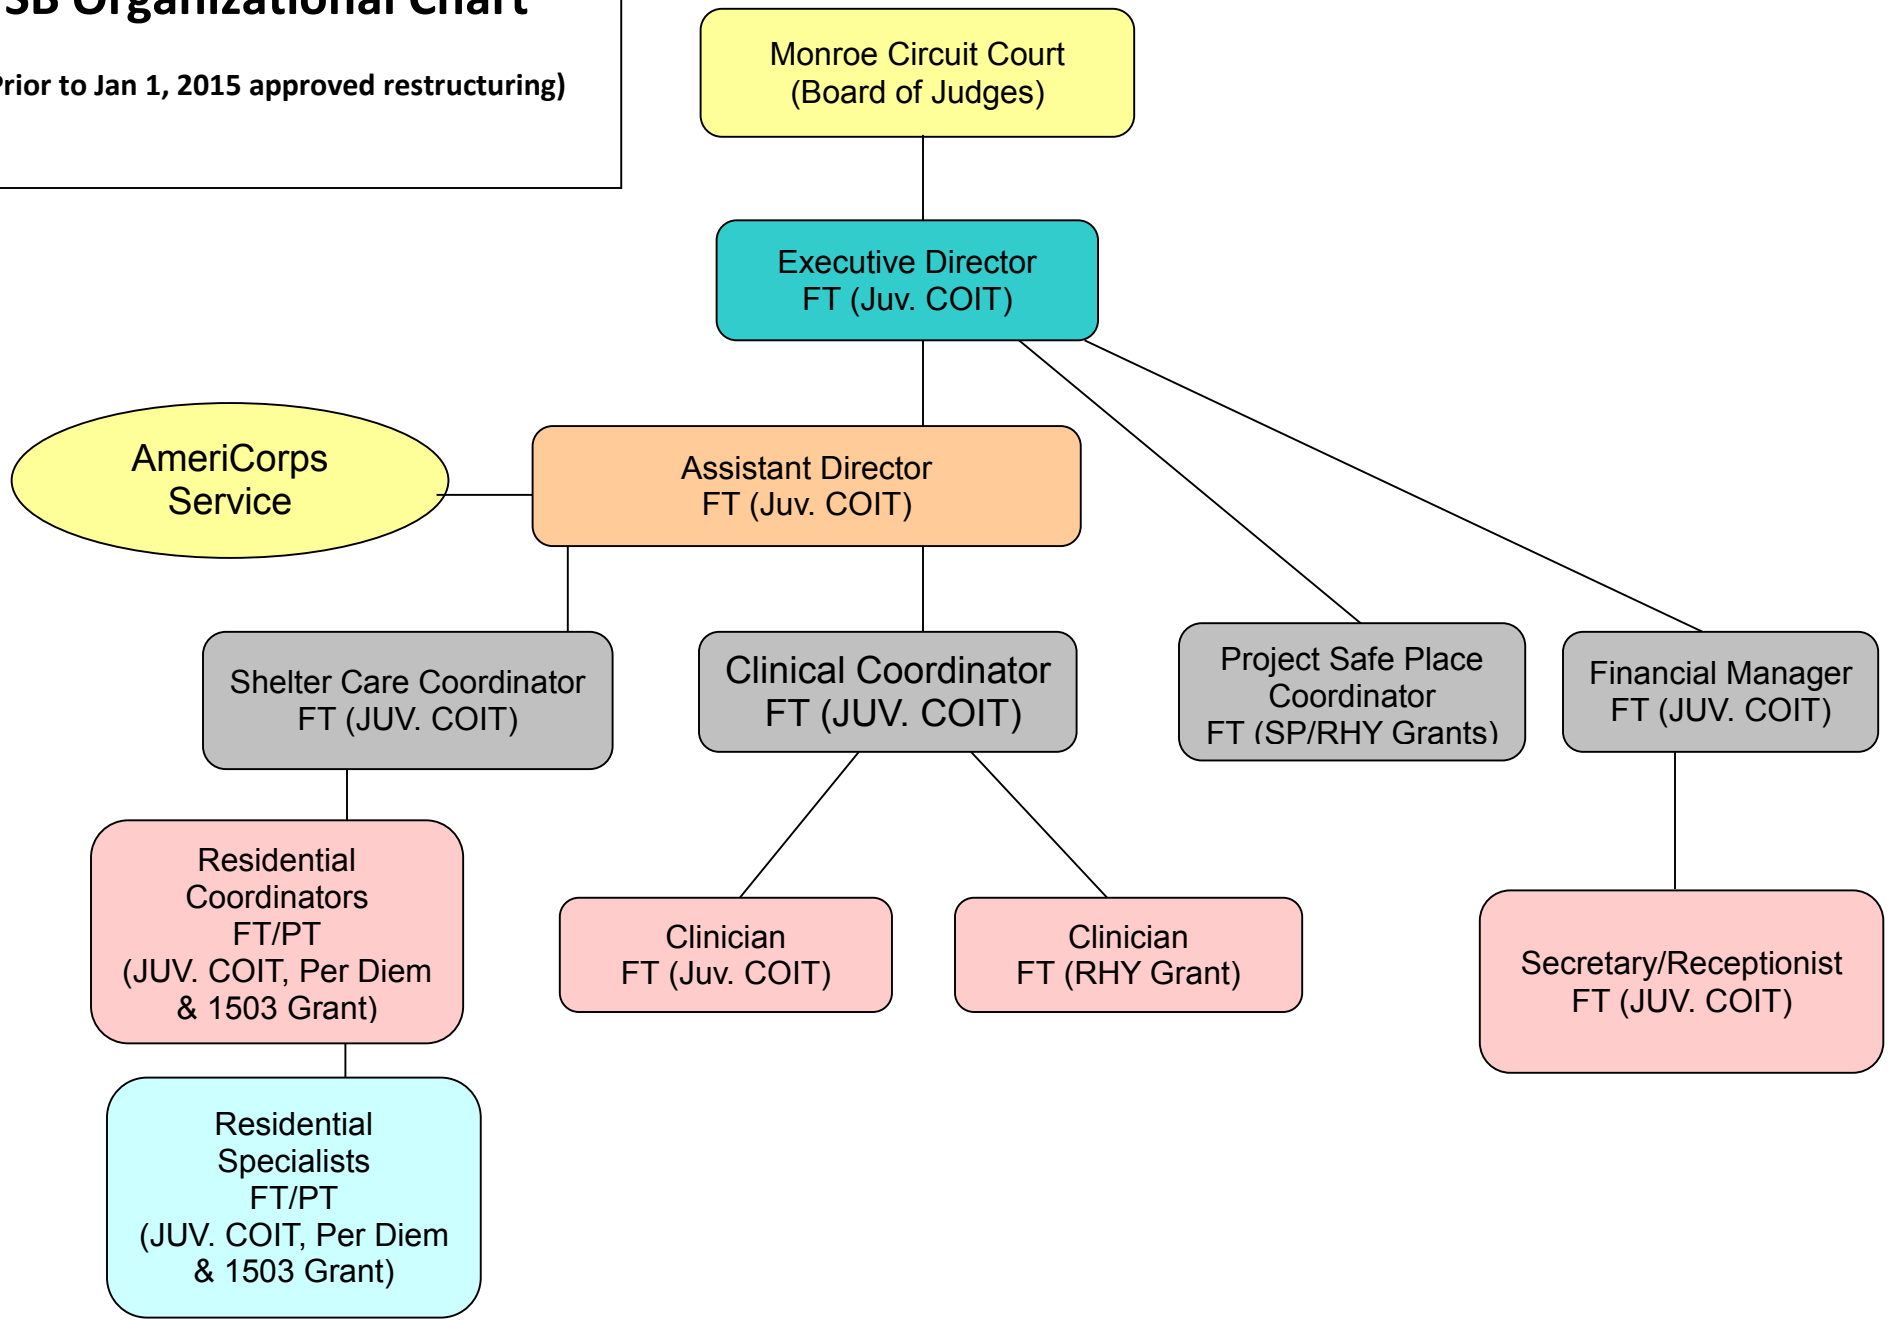 SB Organizational Chart
Prior to Jan 1, 2015 approved restructuring)
Monroe Circuit Court
(Board of Judges)
Executive Director
FT (Juv. COIT)
AmeriCorps
Service
Assistant Director
FT (Juv. COIT)
Shelter Care Coordinator
FT (JUV. COIT)
Clinical Coordinator
FT (JUV. COIT)
Project Safe Place
Coordinator
FT (SP/RHY Grants)
Financial Manager
FT (JUV. COIT)
Residential
Coordinators
FT/PT
(JUV. COIT, Per Diem
& 1503 Grant)
Clinician
FT (Juv. COIT)
Clinician
FT (RHY Grant)
Secretary/Receptionist
FT (JUV. COIT)
Residential
Specialists
FT/PT
(JUV. COIT, Per Diem
& 1503 Grant)